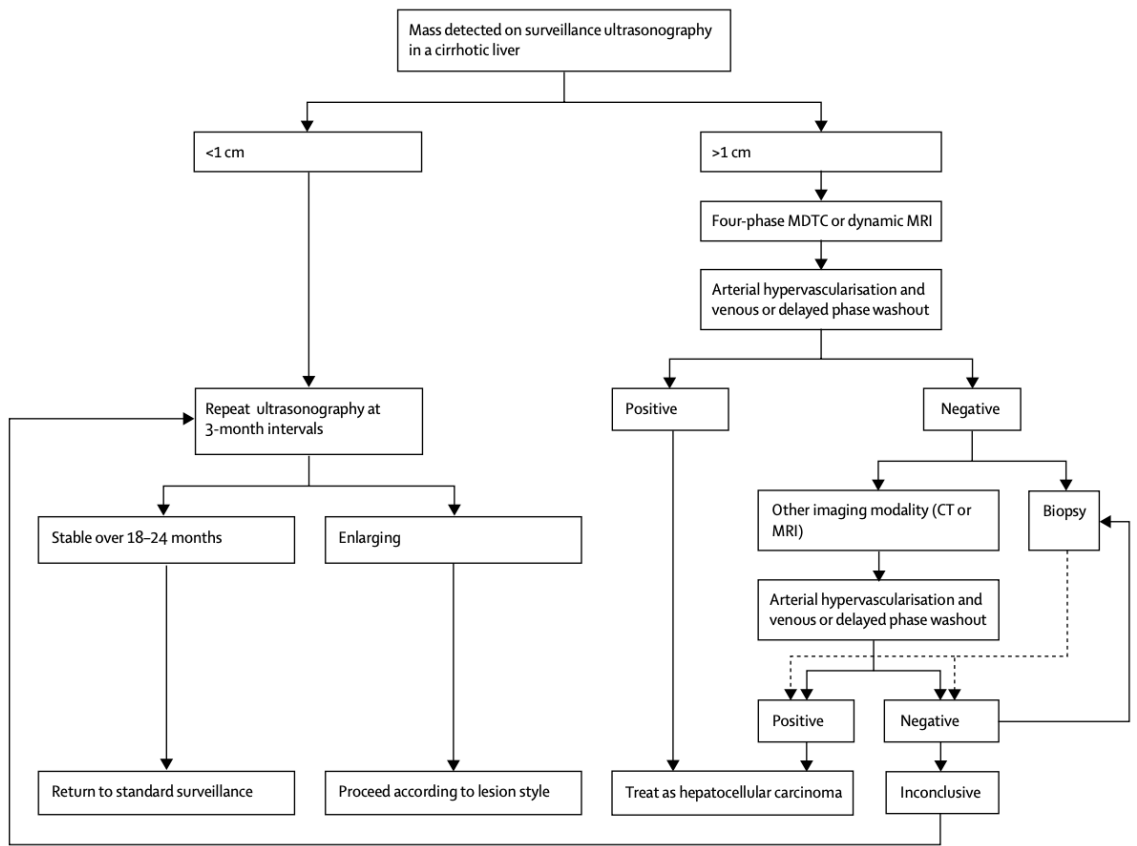 Mass detected on surveillance ultrasonography
in a cirrhotic liver
<1 cm
>1 cm
Four-phase MDTC or dynamic MRI
Arterial hypervascularisation and
venous or delayed phase washout
Repeat ultrasonography at
3-month intervals
Positive
Negative
Stable over 18–24 months
Enlarging
Other imaging modality (CT or
MRI)
Biopsy
Arterial hypervascularisation and
venous or delayed phase washout
Positive
Negative
Return to standard surveillance
Proceed according to lesion style
Treat as hepatocellular carcinoma
Inconclusive